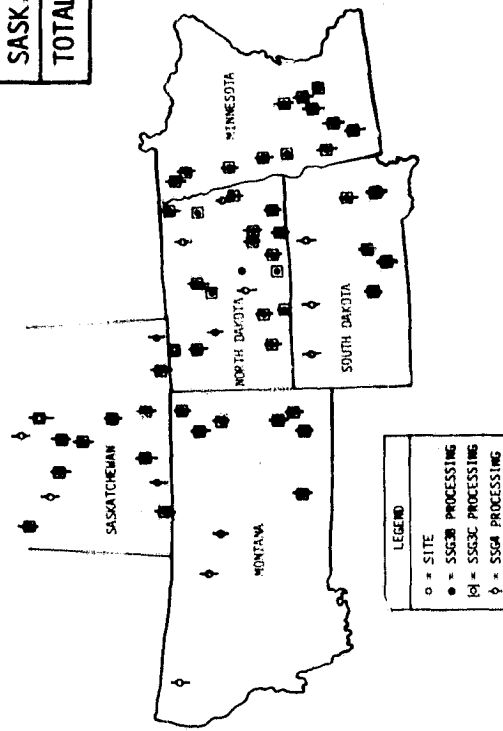 SASK.
TOTAL
MINNESOTA
NORTH DAKOTA
SOUTH DAKOTA
SASKATCHEWAN
MONTANA
LEGEND
○ = SITE
● = SSG3B PROCESSING
= SSG3C PROCESSING
= SSG4 PROCESSING